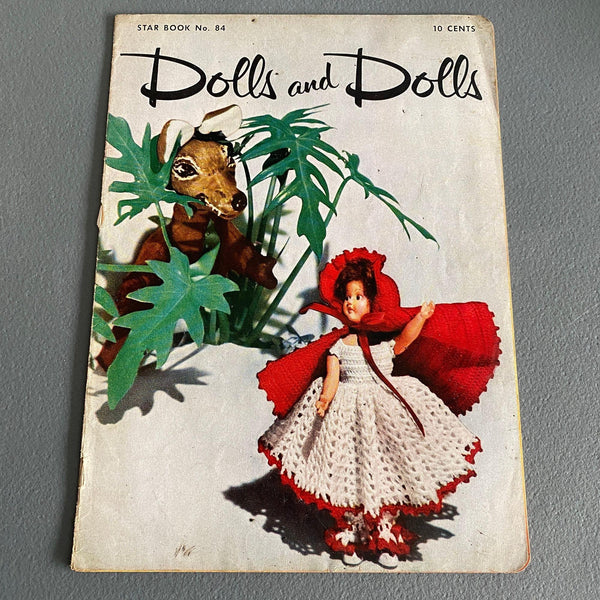 STAR BOOK No. 84 10 CENTS
Dolls and Dolls